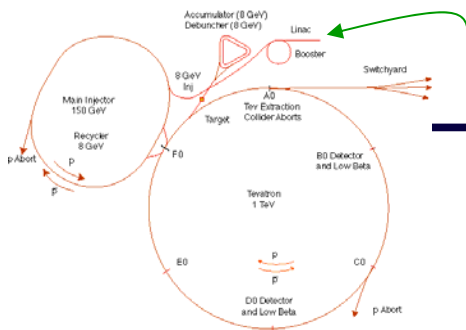 Accumulator (8 GeV)
Debuncher (8 GeV)
Linac
Booster
8 GeV
Inj
Switchyard
A0
Tev Extraction
Collider Aborts
Target
Main Injector
150 GeV
Recycler
8 GeV
F0
B0 Detector
and Low Beta
p Abort
p
p̅
Tevatron
1 TeV
E0
p
p̅
C0
D0 Detector
and Low Beta
p Abort